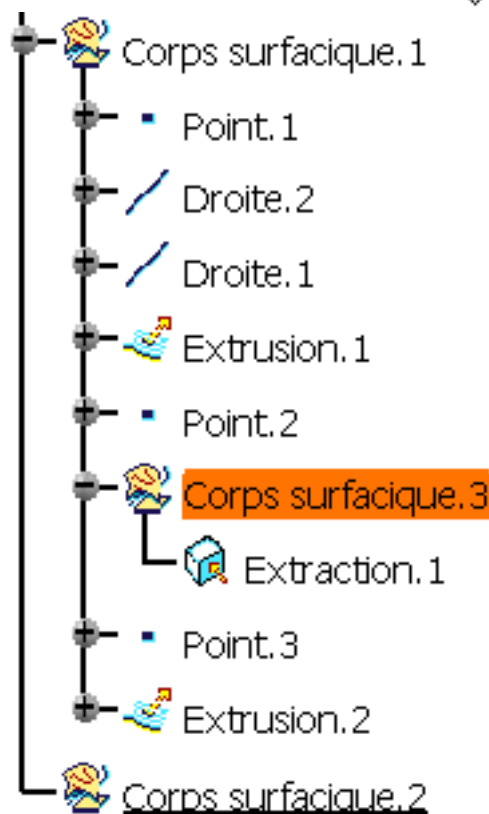 Corps surfacique.1
Point.1
Droite.2
Droite.1
Extrusion.1
Point.2
Corps surfacique.3
Extraction.1
Point.3
Extrusion.2
Corps surfacique.2